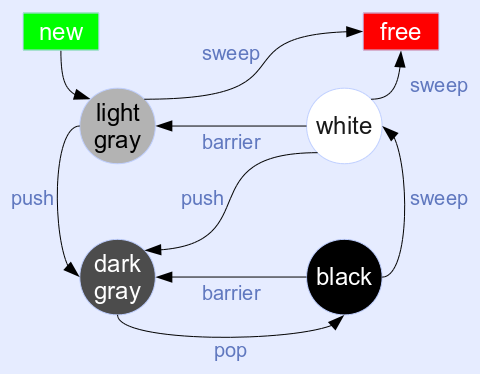 new
free
sweep
sweep
light
gray
white
barrier
push
push
sweep
dark
gray
black
barrier
pop